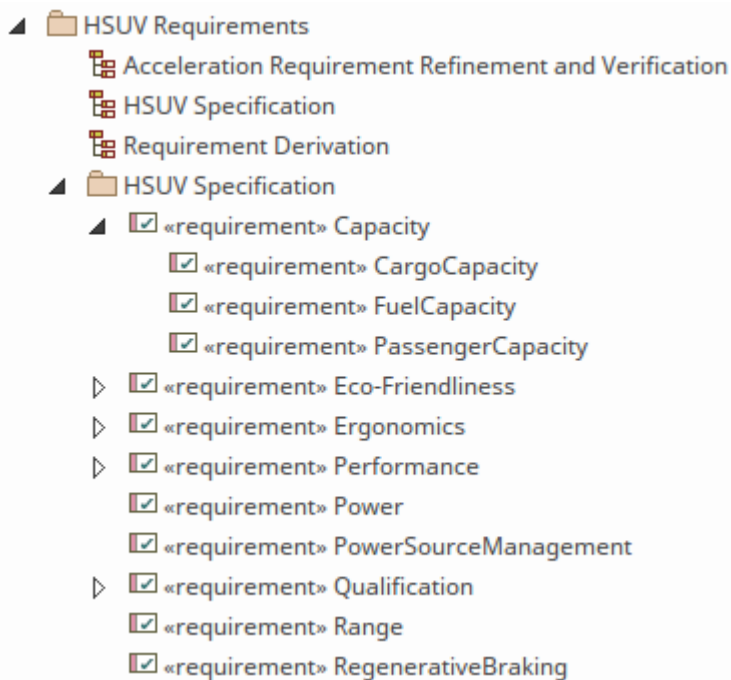 HSUV Requirements
Acceleration Requirement Refinement and Verification
HSUV Specification
Requirement Derivation
HSUV Specification
«requirement» Capacity
«requirement» CargoCapacity
«requirement» FuelCapacity
«requirement» PassengerCapacity
«requirement» Eco-Friendliness
«requirement» Ergonomics
«requirement» Performance
«requirement» Power
«requirement» PowerSourceManagement
«requirement» Qualification
«requirement» Range
«requirement» RegenerativeBraking